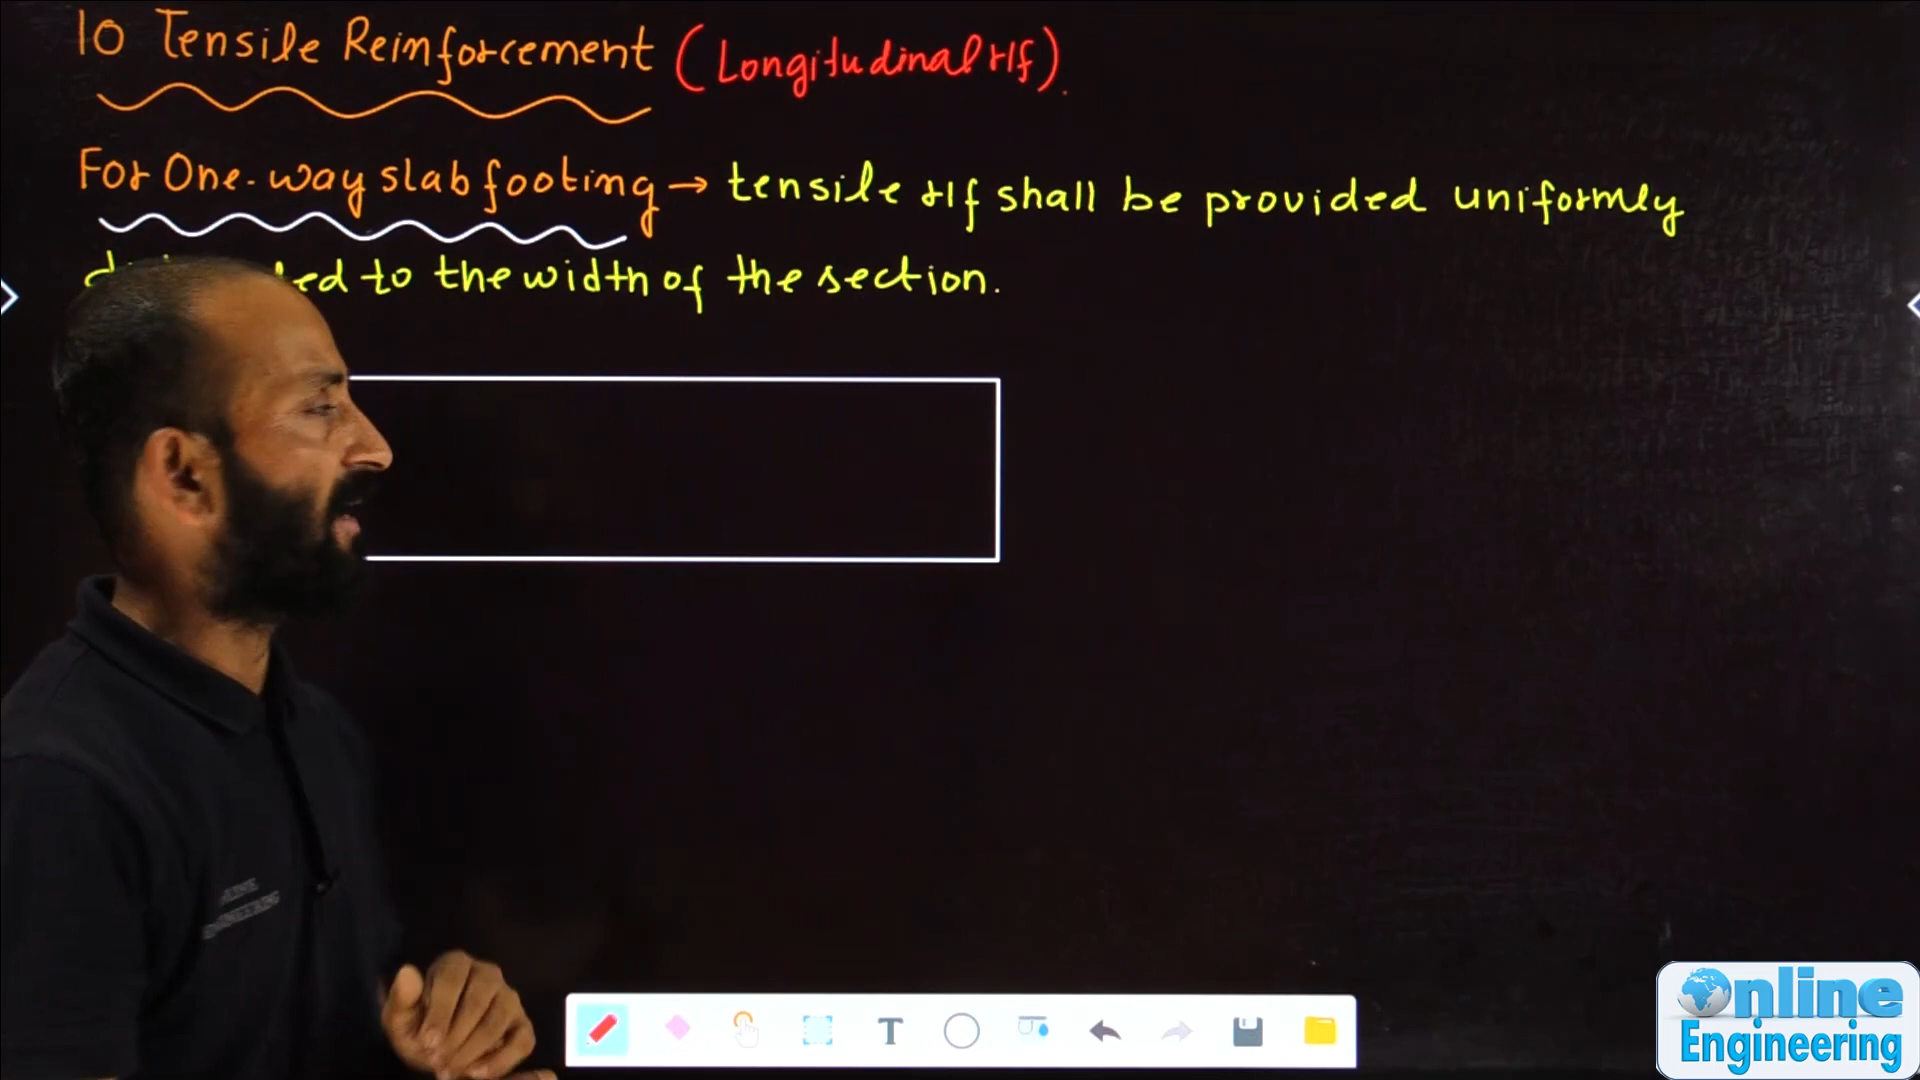 10 Tensile Reinforcement (Longitudinal r/f).
For One-way slab footing → tensile r/f shall be provided uniformly
to the width of the section.
T
Online
Engineering